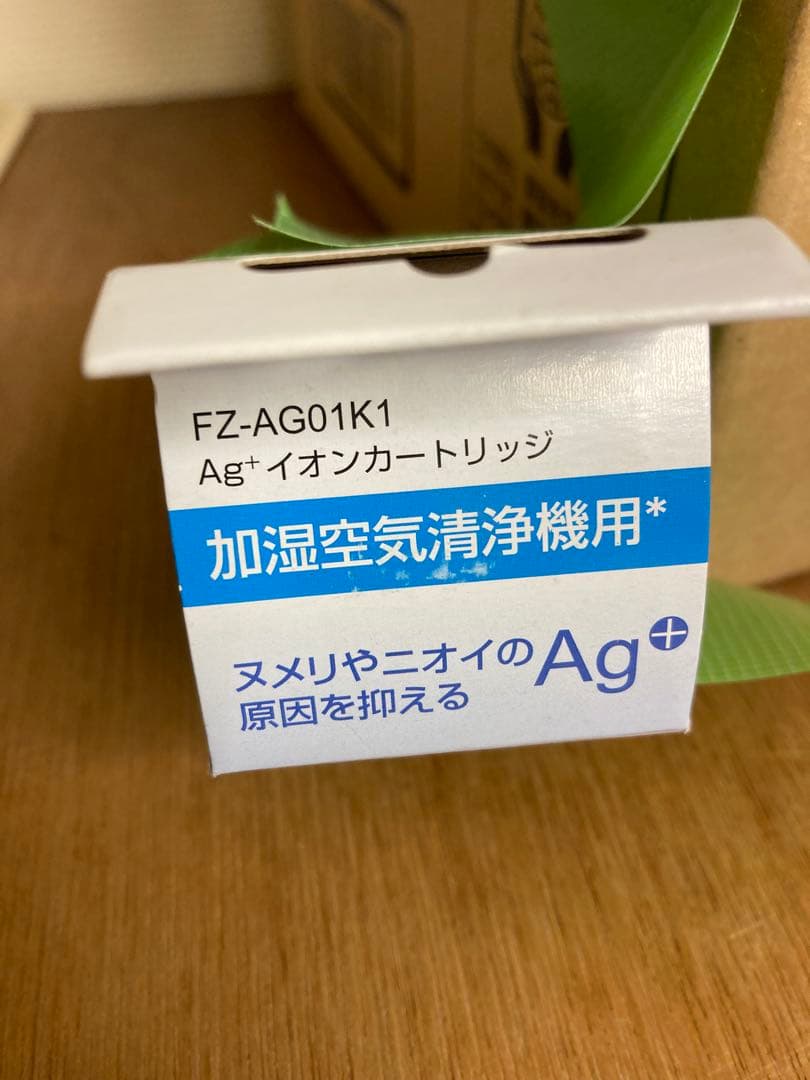 FZ-AG01K1
Ag⁺イオンカートリッジ
加湿空気清浄機用*
ヌメリやニオイの
原因を抑える
Ag⊕